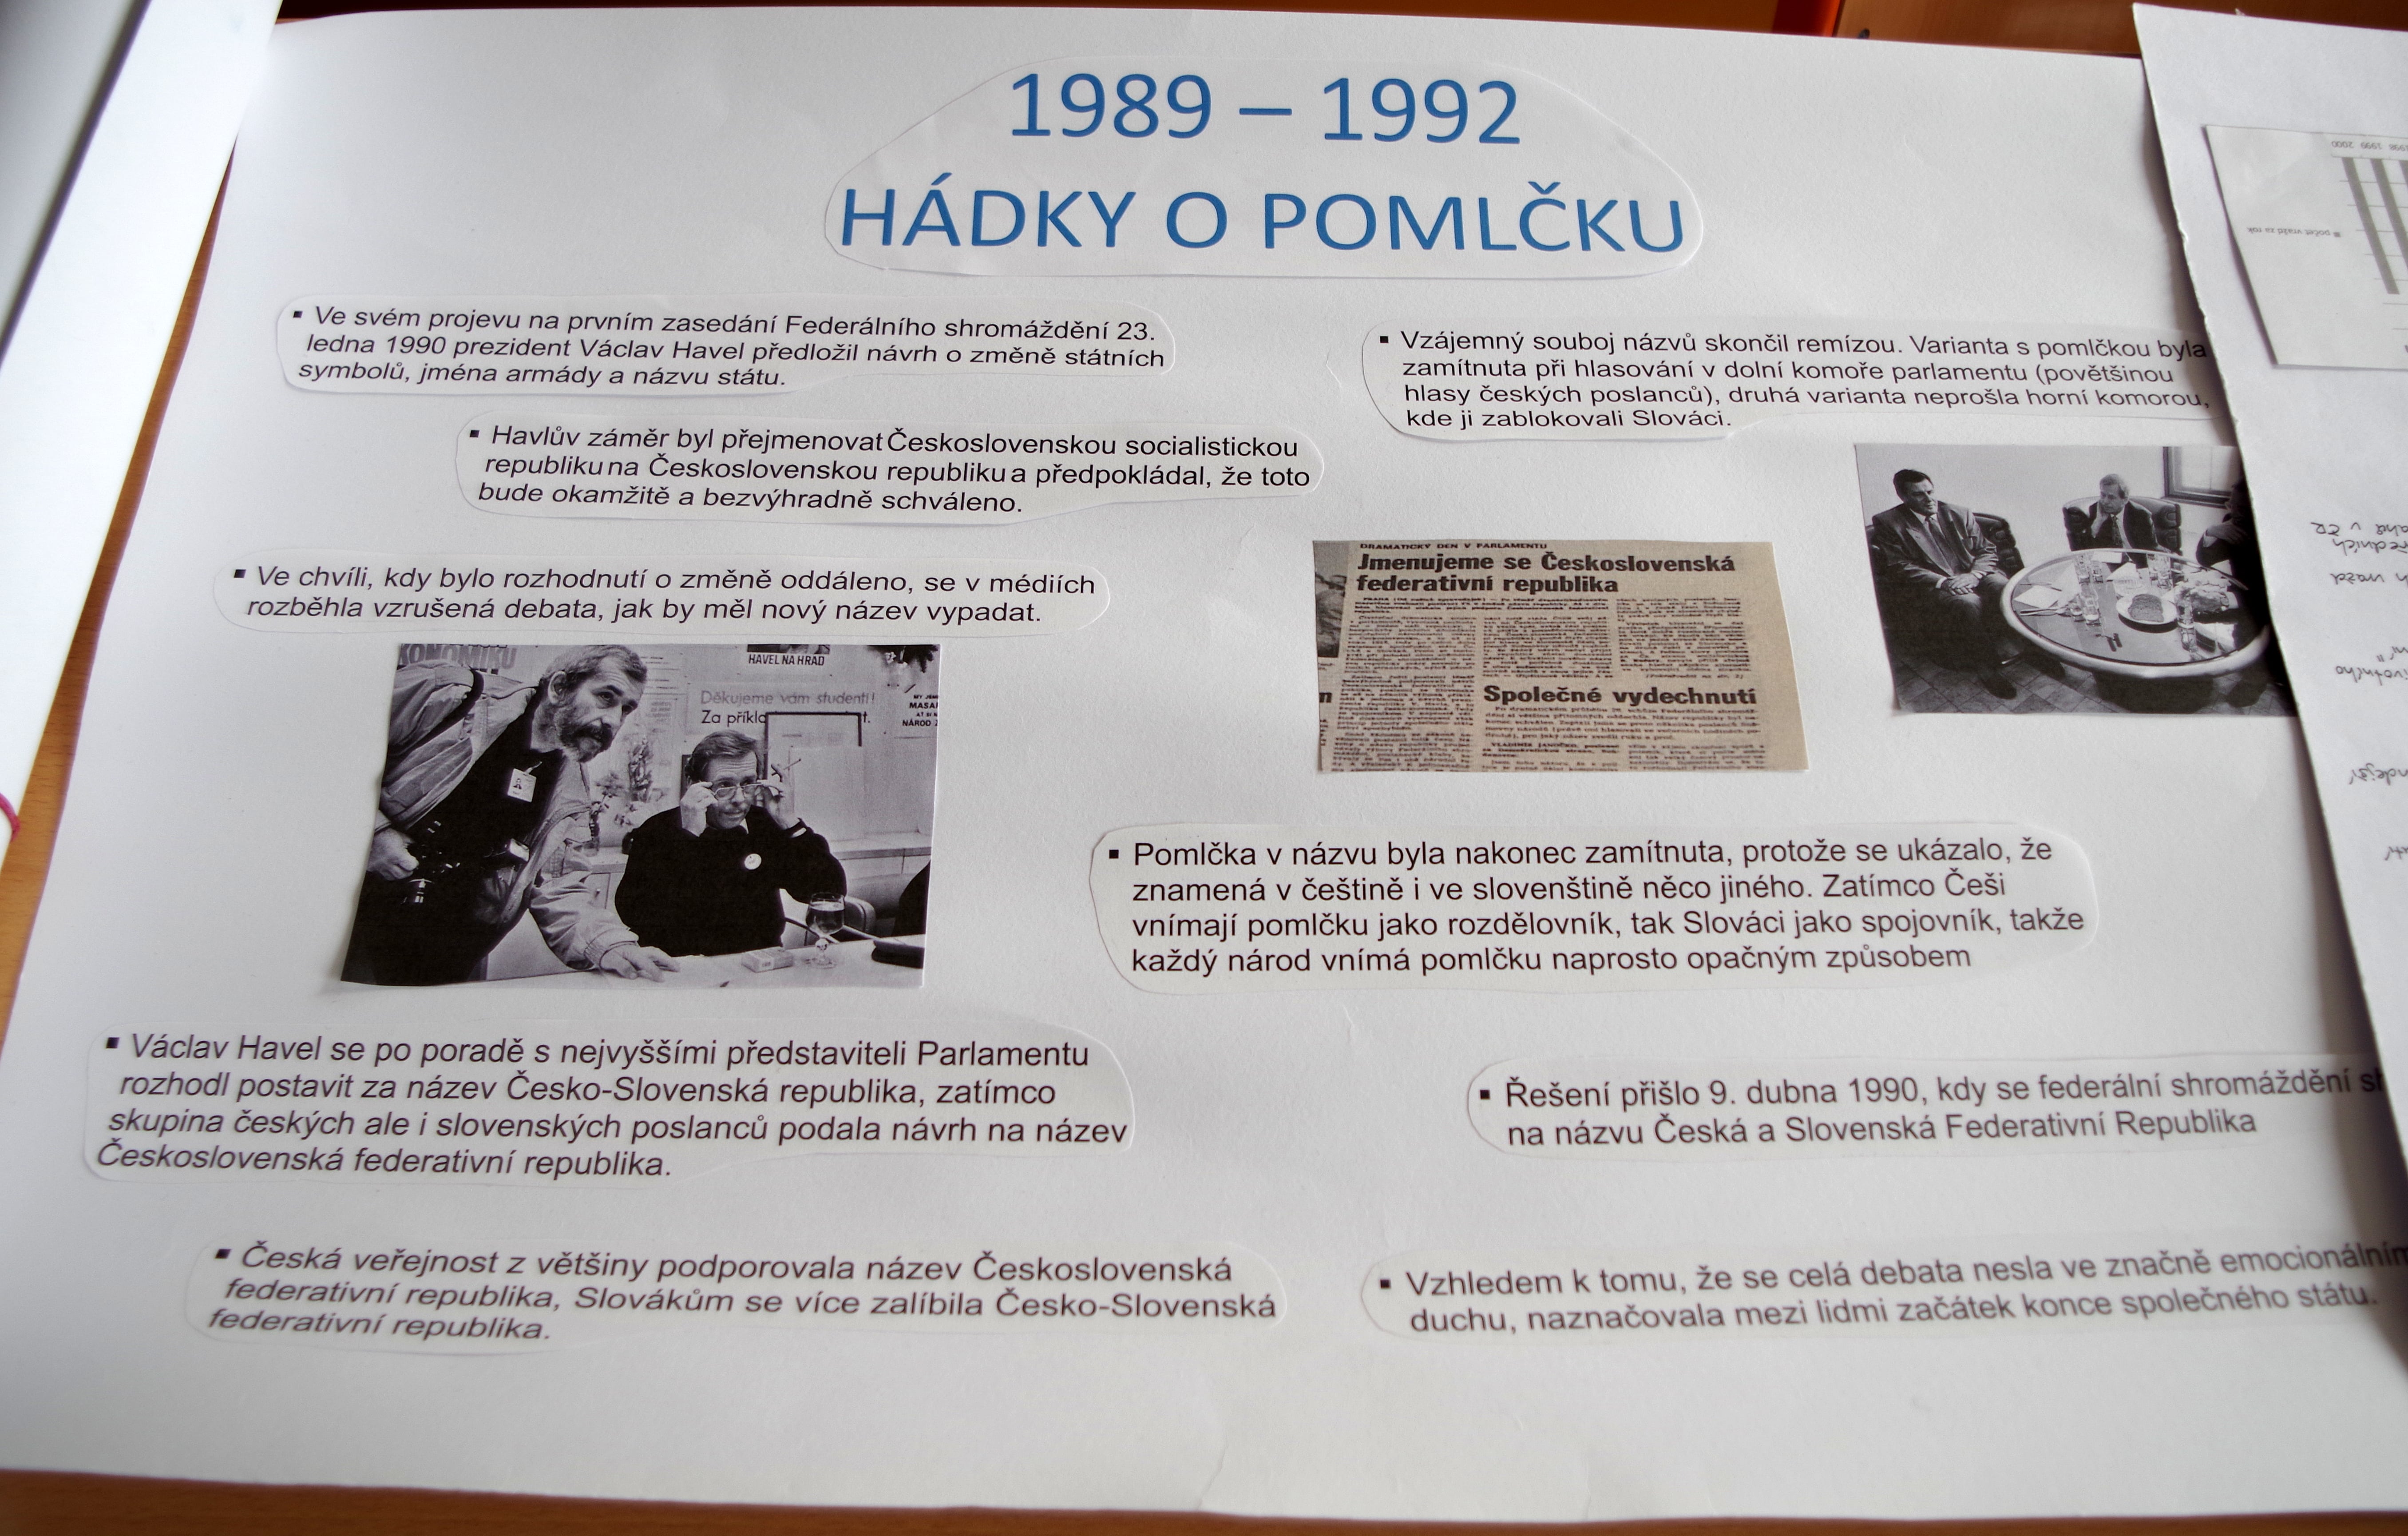 1989 – 1992
HÁDKY O POMLČKU
▪ Ve svém projevu na prvním zasedání Federálního shromáždění 23.
ledna 1990 prezident Václav Havel předložil návrh o změně státních
symbolů, jména armády a názvu státu.
▪ Havlův záměr byl přejmenovat Československou socialistickou
republiku na Československou republiku a předpokládal, že toto
bude okamžitě a bezvýhradně schváleno.
▪ Ve chvíli, kdy bylo rozhodnutí o změně oddáleno, se v médiích
rozběhla vzrušená debata, jak by měl nový název vypadat.
HAVEL NA HRAD
Děkujeme vám studenti!
Za
MASA
NÁROD
▪ Václav Havel se po poradě s nejvyššími představiteli Parlamentu
rozhodl postavit za název Česko-Slovenská republika, zatímco
skupina českých ale i slovenských poslanců podala návrh na název
Československá federativní republika.
▪ Česká veřejnost z většiny podporovala název Československá
federativní republika, Slovákům se více zalíbila Česko-Slovenská
federativní republika.
▪ Vzájemný souboj názvů skončil remízou. Varianta s pomlčkou byla
zamítnuta při hlasování v dolní komoře parlamentu (povětšinou
hlasy českých poslanců), druhá varianta neprošla horní komorou,
kde ji zablokovali Slováci.
DRAMATICKÝ DEN V PARLAMENTU
Jmenujeme se Československá
federativní republika
Společné vydechnutí
▪ Pomlčka v názvu byla nakonec zamítnuta, protože se ukázalo, že
znamená v češtině i ve slovenštině něco jiného. Zatímco Češi
vnímají pomlčku jako rozdělovník, tak Slováci jako spojovník, takže
každý národ vnímá pomlčku naprosto opačným způsobem
▪ Řešení přišlo 9. dubna 1990, kdy se federální shromáždění
na názvu Česká a Slovenská Federativní Republika
▪ Vzhledem k tomu, že se celá debata nesla ve značně emocionálním
duchu, naznačovala mezi lidmi začátek konce společného státu.
1999 2000
počet vražd za rok